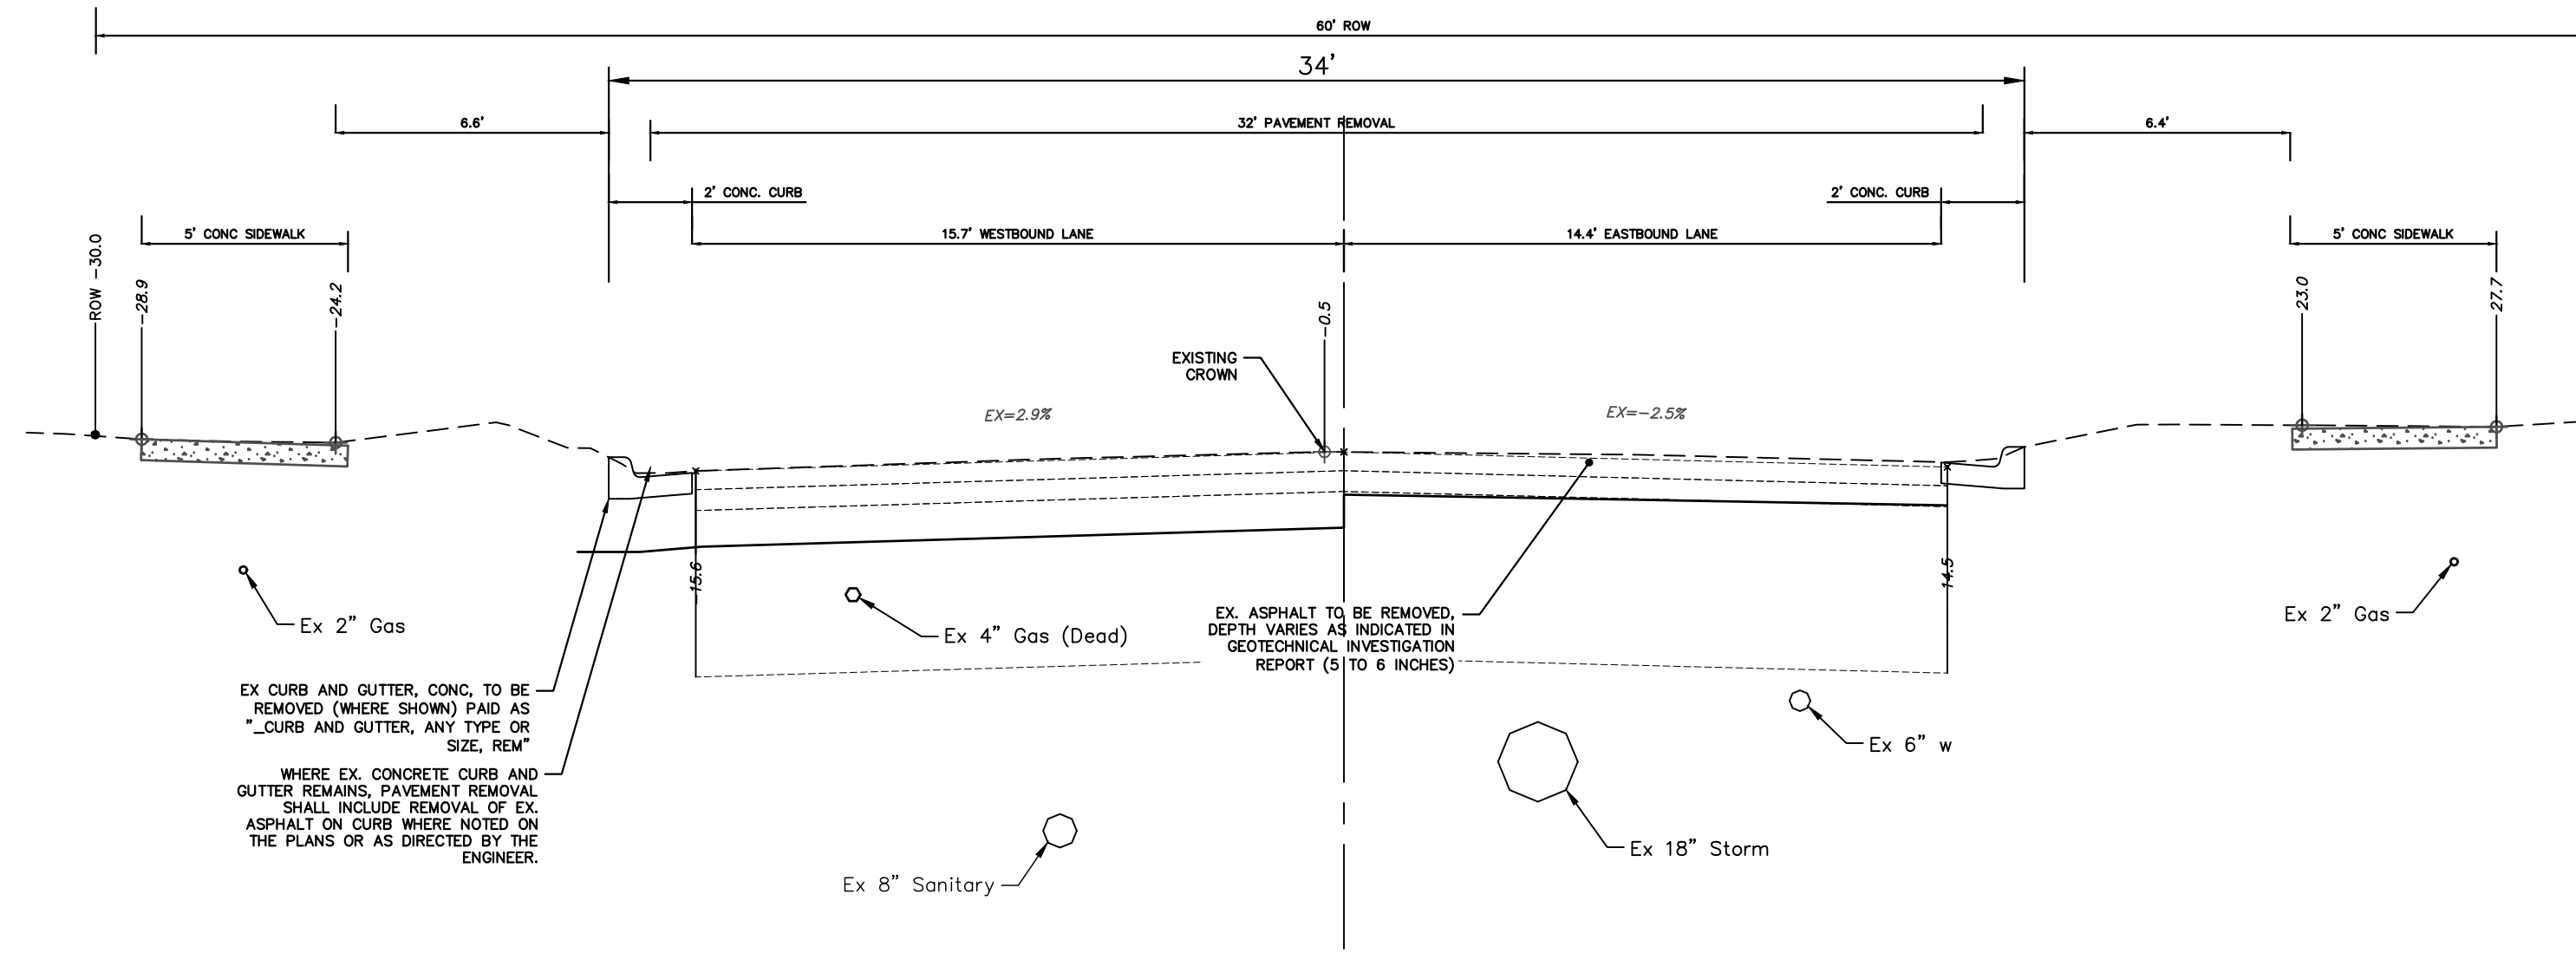 60' ROW
34'
6.6'
32' PAVEMENT REMOVAL
6.4'
2' CONC. CURB
2' CONC. CURB
5' CONC SIDEWALK
15.7' WESTBOUND LANE
14.4' EASTBOUND LANE
5' CONC SIDEWALK
ROW -30.0
-28.9
-24.2
-0.5
23.0
27.7
EXISTING
CROWN
EX=2.9%
EX=-2.5%
-15.6
14.5
Ex 2" Gas
Ex 4" Gas (Dead)
EX. ASPHALT TO BE REMOVED,
DEPTH VARIES AS INDICATED IN
GEOTECHNICAL INVESTIGATION
REPORT (5 TO 6 INCHES)
Ex 2" Gas
EX CURB AND GUTTER, CONC, TO BE
REMOVED (WHERE SHOWN) PAID AS
"_CURB AND GUTTER, ANY TYPE OR
SIZE, REM"
Ex 6" w
WHERE EX. CONCRETE CURB AND
GUTTER REMAINS, PAVEMENT REMOVAL
SHALL INCLUDE REMOVAL OF EX.
ASPHALT ON CURB WHERE NOTED ON
THE PLANS OR AS DIRECTED BY THE
ENGINEER.
Ex 18" Storm
Ex 8" Sanitary